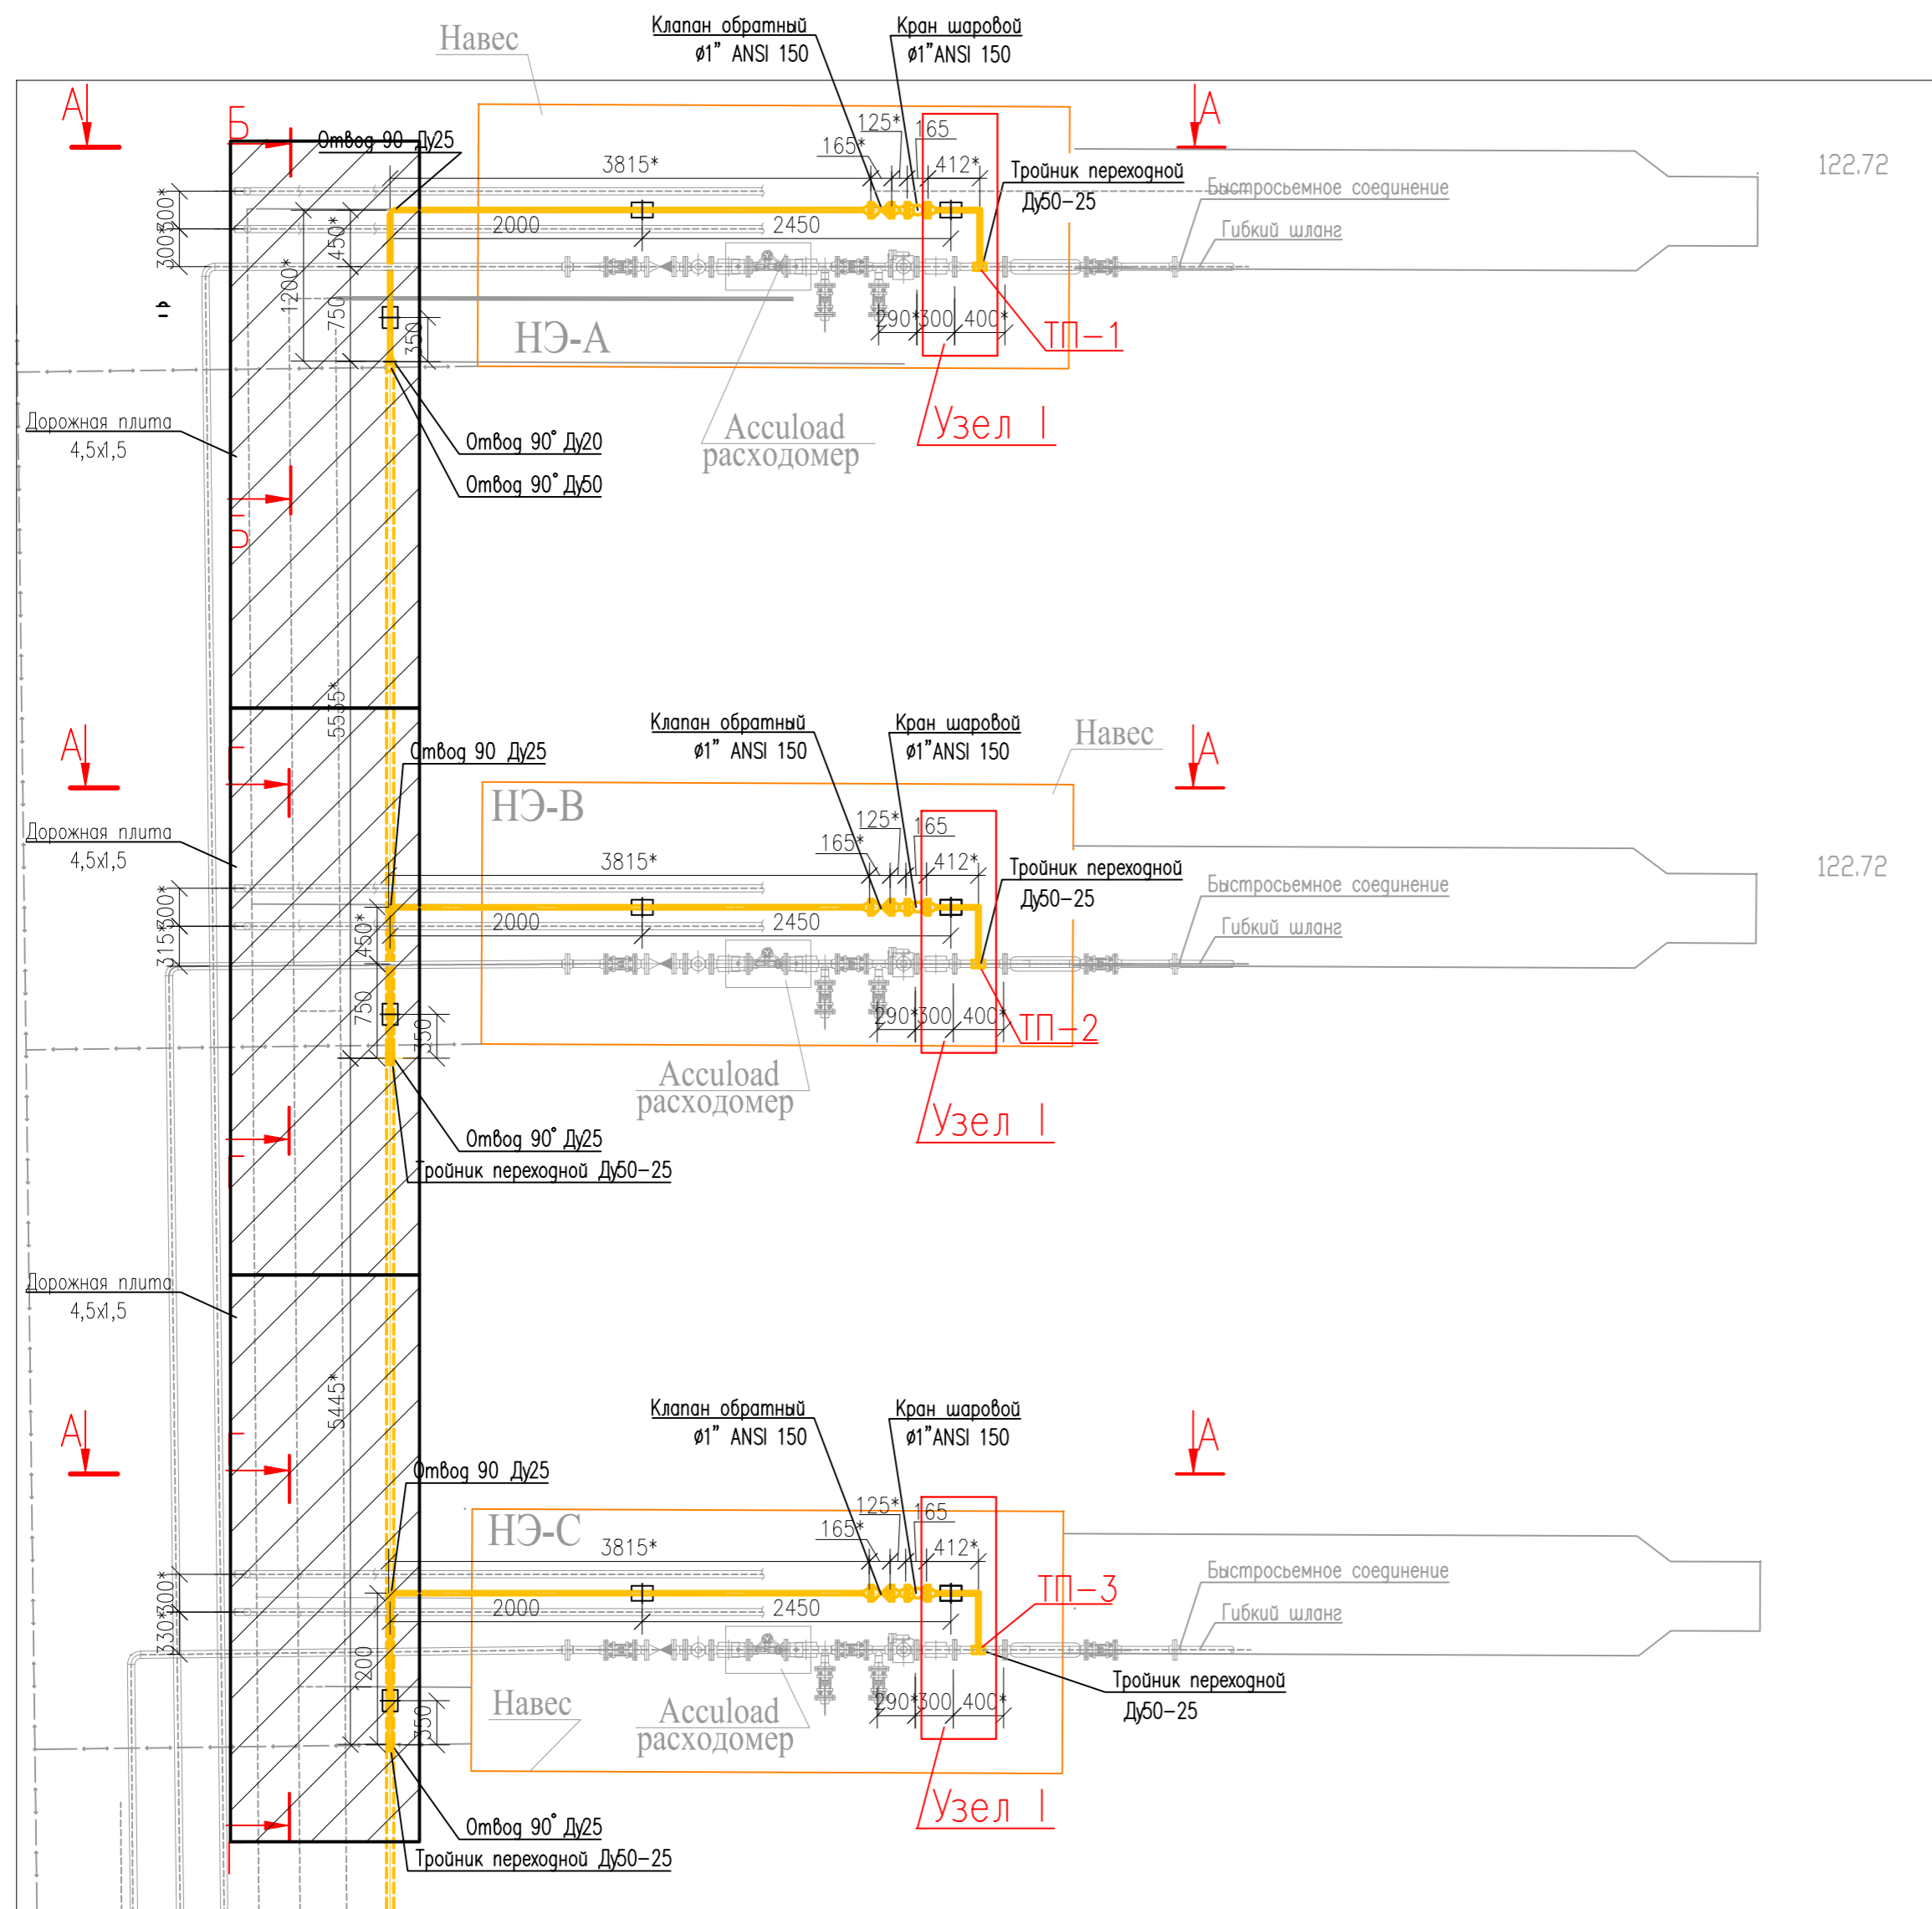 Навес
Клапан обратный
ø1" ANSI 150
Кран шаровой
ø1"ANSI 150
А
Б
А
Отвод 90 Ду25
3815*
165*
125*
165
412*
Тройник переходной
Ду50-25
Быстросьемное соединение
Гибкий шланг
122.72
300*
300*
450*
1200*
750
350
2000
2450
290*
300
400*
НЭ-А
ТП-1
Узел I
Accuload
расходомер
Дорожная плита
4,5х1,5
Отвод 90° Ду20
Отвод 90° Ду50
Б
5535*
Клапан обратный
ø1" ANSI 150
Кран шаровой
ø1"ANSI 150
Навес
А
Г
А
Отвод 90 Ду25
НЭ-В
3815*
165*
125*
165
412*
Тройник переходной
Ду50-25
Быстросьемное соединение
Гибкий шланг
122.72
Дорожная плита
4,5х1,5
300*
315*
450*
750
350
2000
2450
290*
300
400*
ТП-2
Узел I
Accuload
расходомер
Отвод 90° Ду25
Тройник переходной Ду50-25
Г
Дорожная плита
4,5х1,5
5445*
Клапан обратный
ø1" ANSI 150
Кран шаровой
ø1"ANSI 150
А
Г
А
Отвод 90 Ду25
НЭ-С
3815*
165*
125*
165
412*
ТП-3
Быстросьемное соединение
Гибкий шланг
300*
330*
1200
350
2000
2450
290*
300
400*
Тройник переходной
Ду50-25
Навес
Accuload
расходомер
Узел I
Отвод 90° Ду25
Тройник переходной Ду50-25
Г